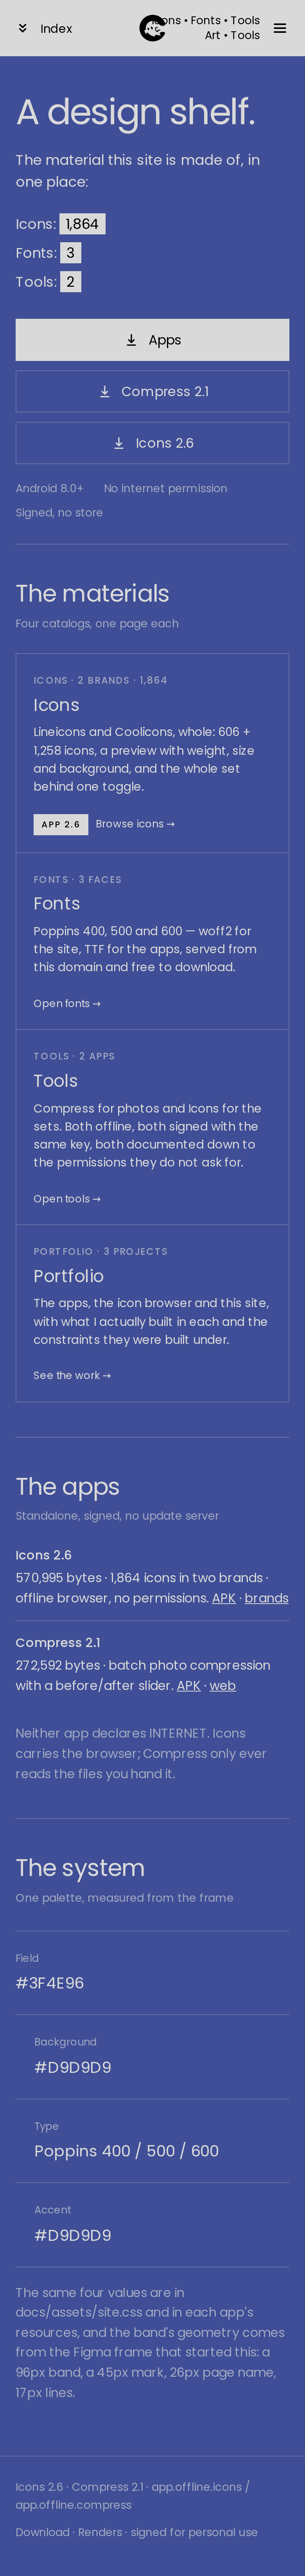 Index
Icons • Fonts • Tools
Art • Tools
A design shelf.
The material this site is made of, in
one place:
Icons: 1,864
Fonts: 3
Tools: 2
Apps
Compress 2.1
Icons 2.6
Android 8.0+ No internet permission
Signed, no store
The materials
Four catalogs, one page each
ICONS · 2 BRANDS · 1,864
Icons
Lineicons and Coolicons, whole: 606 +
1,258 icons, a preview with weight, size
and background, and the whole set
behind one toggle.
APP 2.6 Browse icons →
FONTS · 3 FACES
Fonts
Poppins 400, 500 and 600 — woff2 for
the site, TTF for the apps, served from
this domain and free to download.
Open fonts →
TOOLS · 2 APPS
Tools
Compress for photos and Icons for the
sets. Both offline, both signed with the
same key, both documented down to
the permissions they do not ask for.
Open tools →
PORTFOLIO · 3 PROJECTS
Portfolio
The apps, the icon browser and this site,
with what I actually built in each and the
constraints they were built under.
See the work →
The apps
Standalone, signed, no update server
Icons 2.6
570,995 bytes · 1,864 icons in two brands ·
offline browser, no permissions. APK · brands
Compress 2.1
272,592 bytes · batch photo compression
with a before/after slider. APK · web
Neither app declares INTERNET. Icons
carries the browser; Compress only ever
reads the files you hand it.
The system
One palette, measured from the frame
Field
#3F4E96
Background
#D9D9D9
Type
Poppins 400 / 500 / 600
Accent
#D9D9D9
The same four values are in
docs/assets/site.css and in each app's
resources, and the band's geometry comes
from the Figma frame that started this: a
96px band, a 45px mark, 26px page name,
17px lines.
Icons 2.6 · Compress 2.1 · app.offline.icons /
app.offline.compress
Download · Renders · signed for personal use